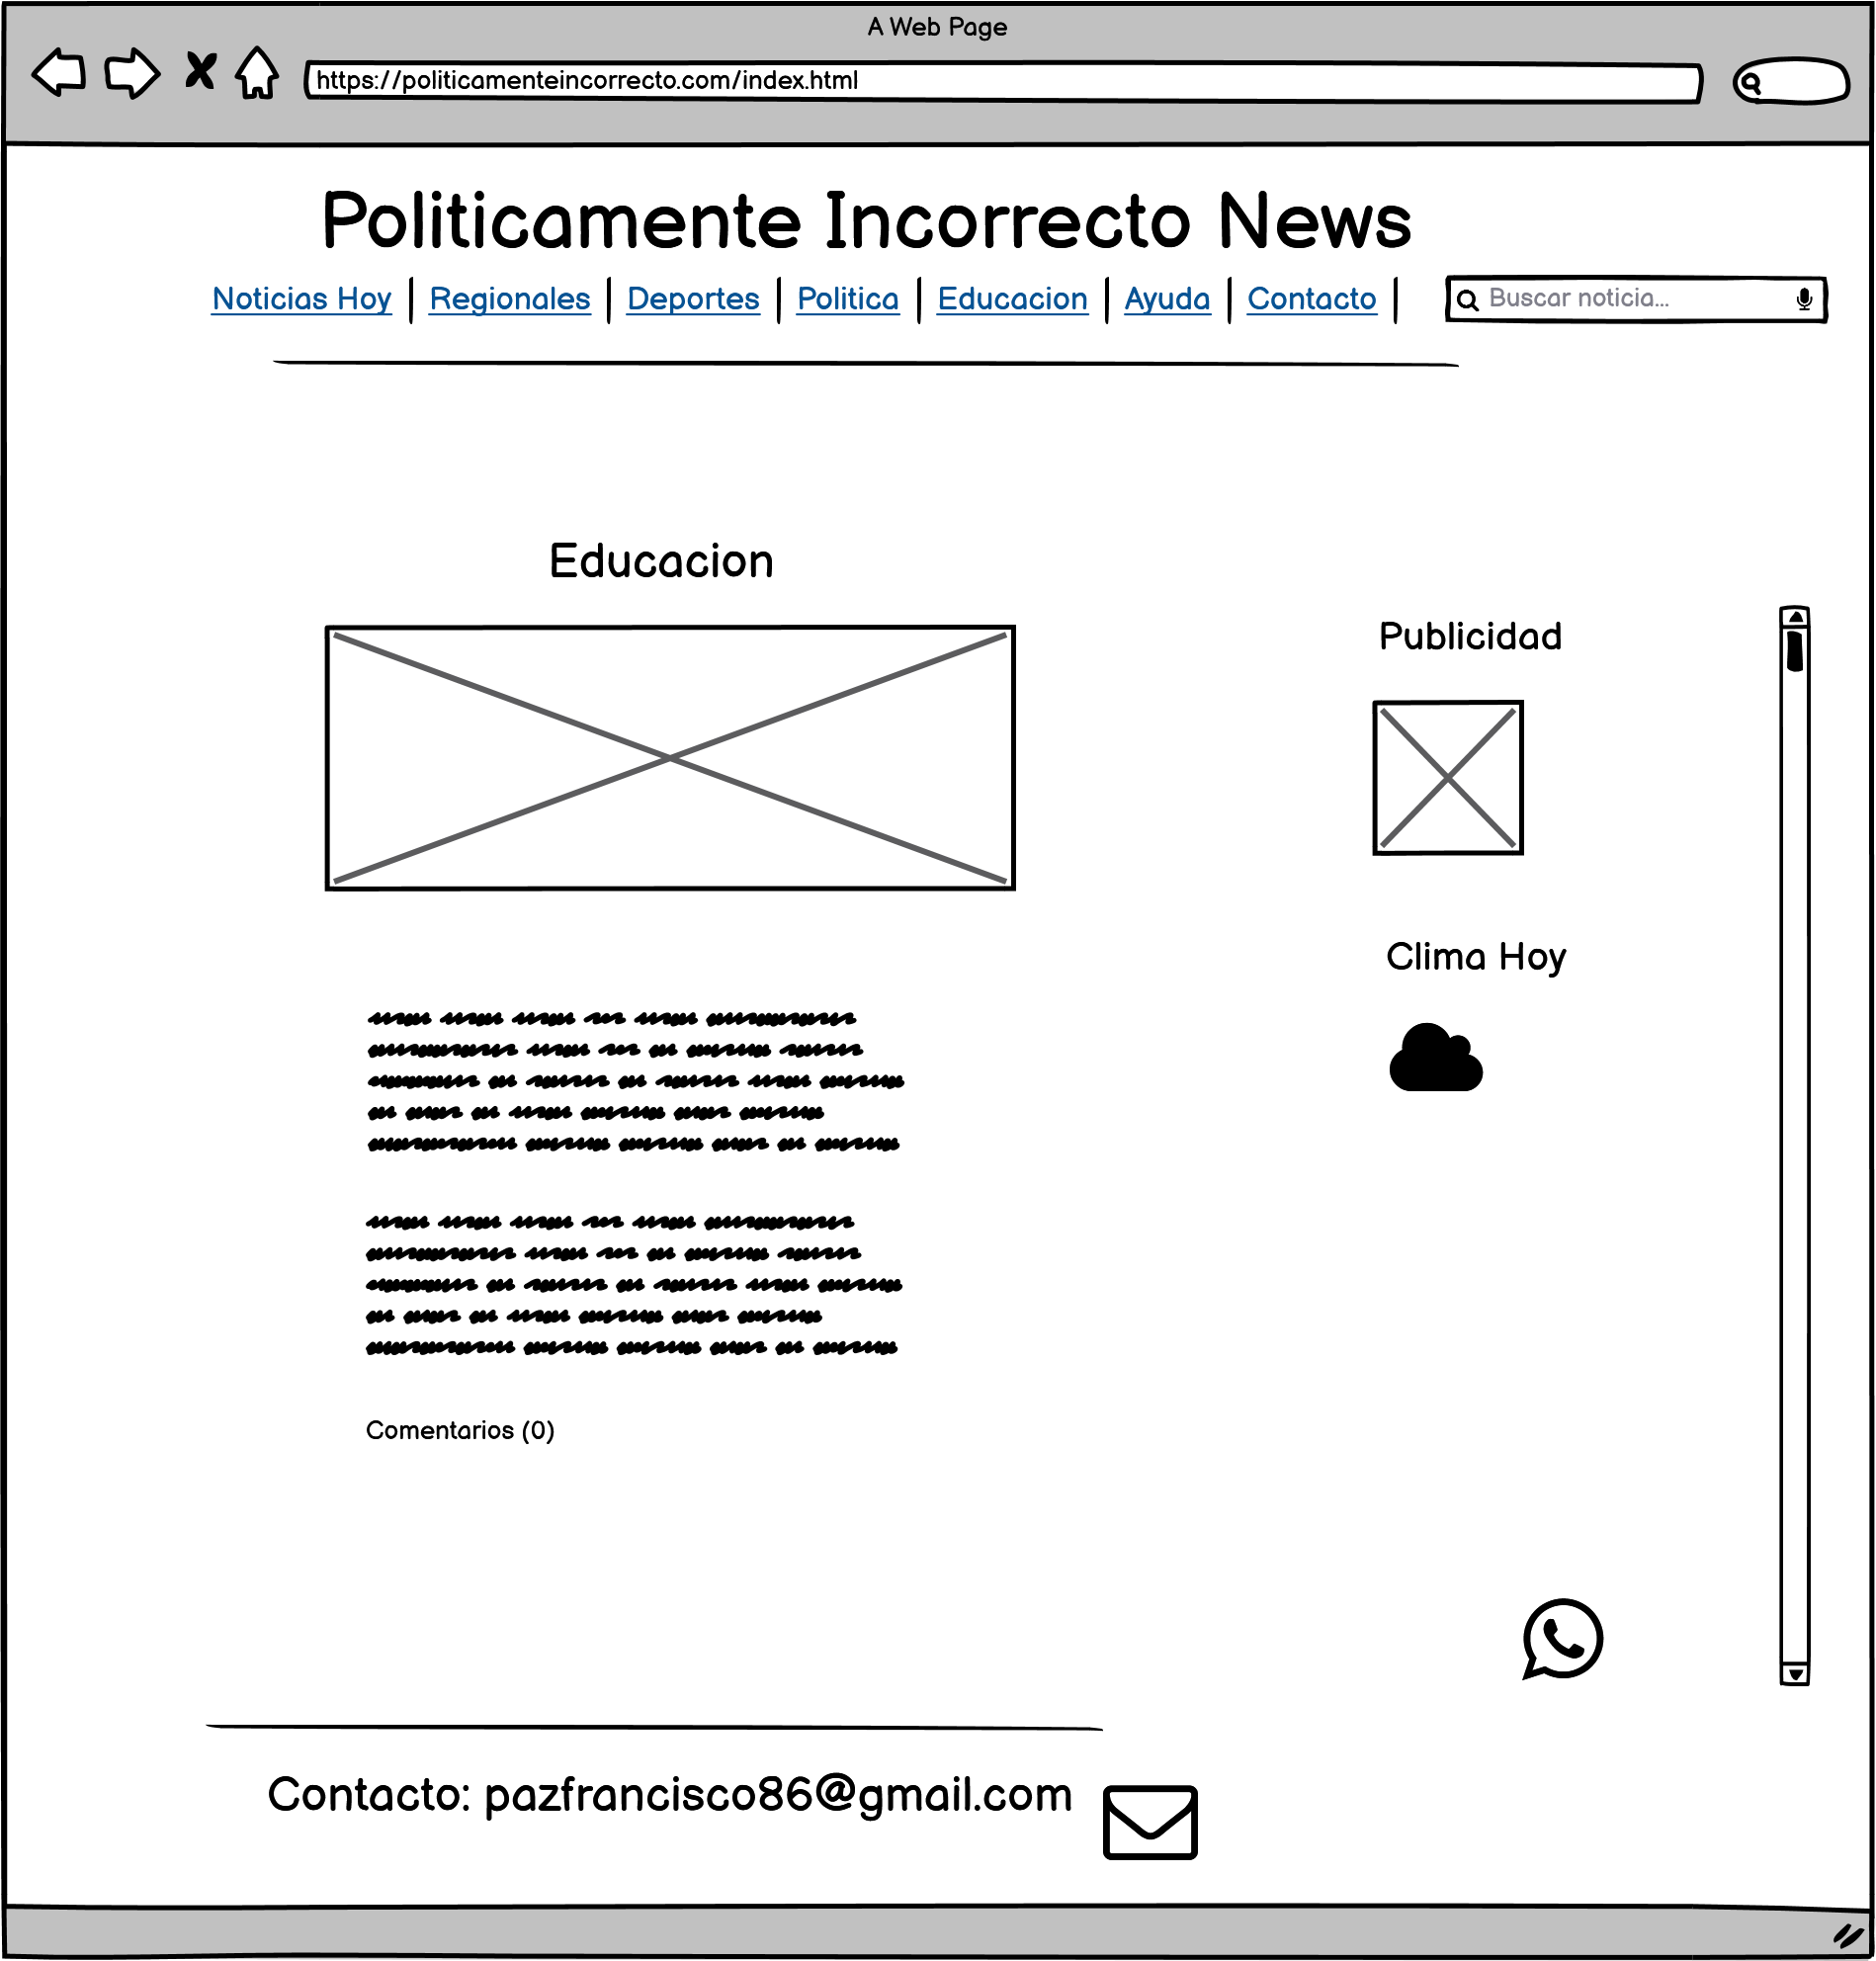 A Web Page
https://politicamenteincorrecto.com/index.html
Politicamente Incorrecto News
Noticias Hoy | Regionales | Deportes | Politica | Educacion | Ayuda | Contacto |
Buscar noticia...
Educacion
Publicidad
Clima Hoy
Comentarios (0)
Contacto: pazfrancisco86@gmail.com